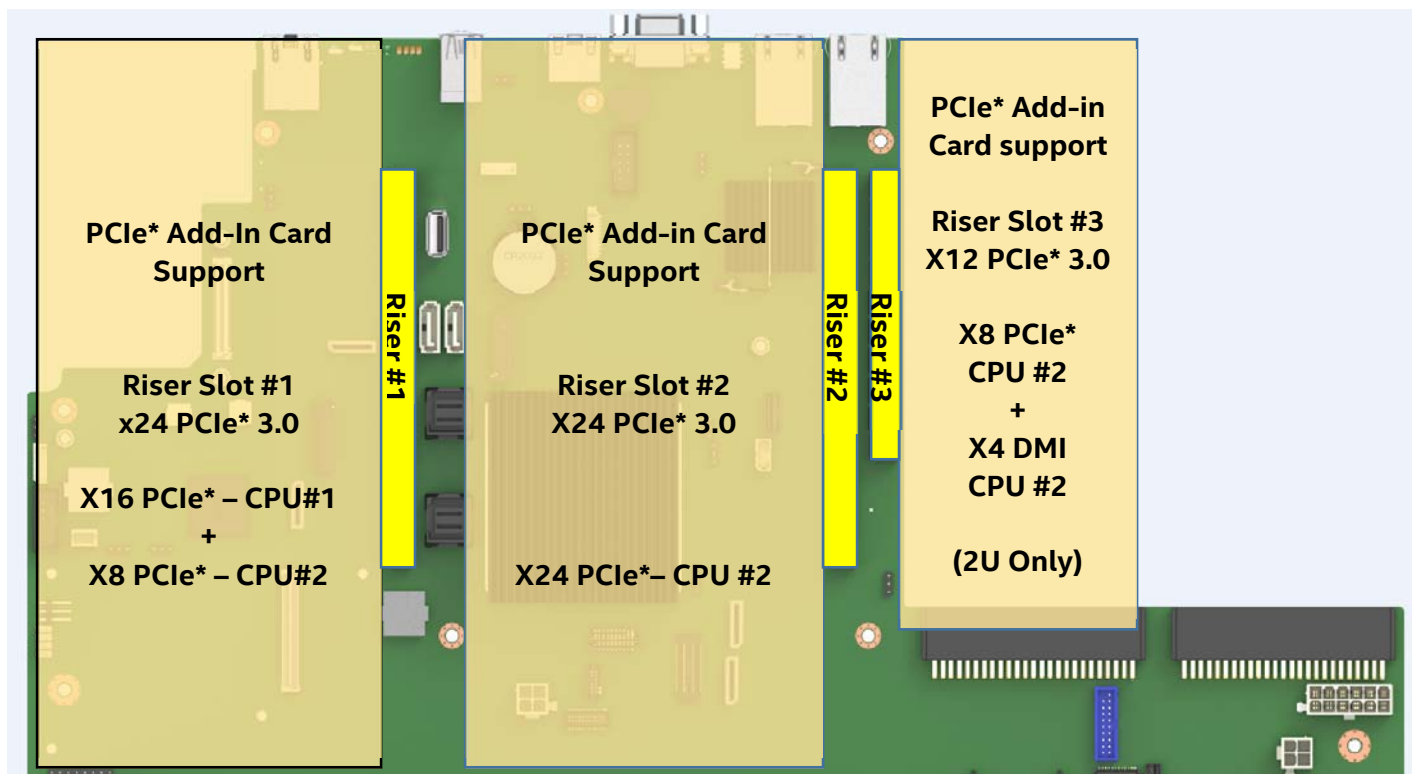 PCIe* Add-In Card
Support
Riser Slot #1
x24 PCIe* 3.0
X16 PCIe* – CPU#1
+
X8 PCIe* – CPU#2
Riser #1
PCIe* Add-in Card
Support
Riser Slot #2
X24 PCIe* 3.0
X24 PCIe*– CPU #2
Riser #2
Riser #3
PCIe* Add-in
Card support
Riser Slot #3
X12 PCIe* 3.0
X8 PCIe*
CPU #2
+
X4 DMI
CPU #2
(2U Only)